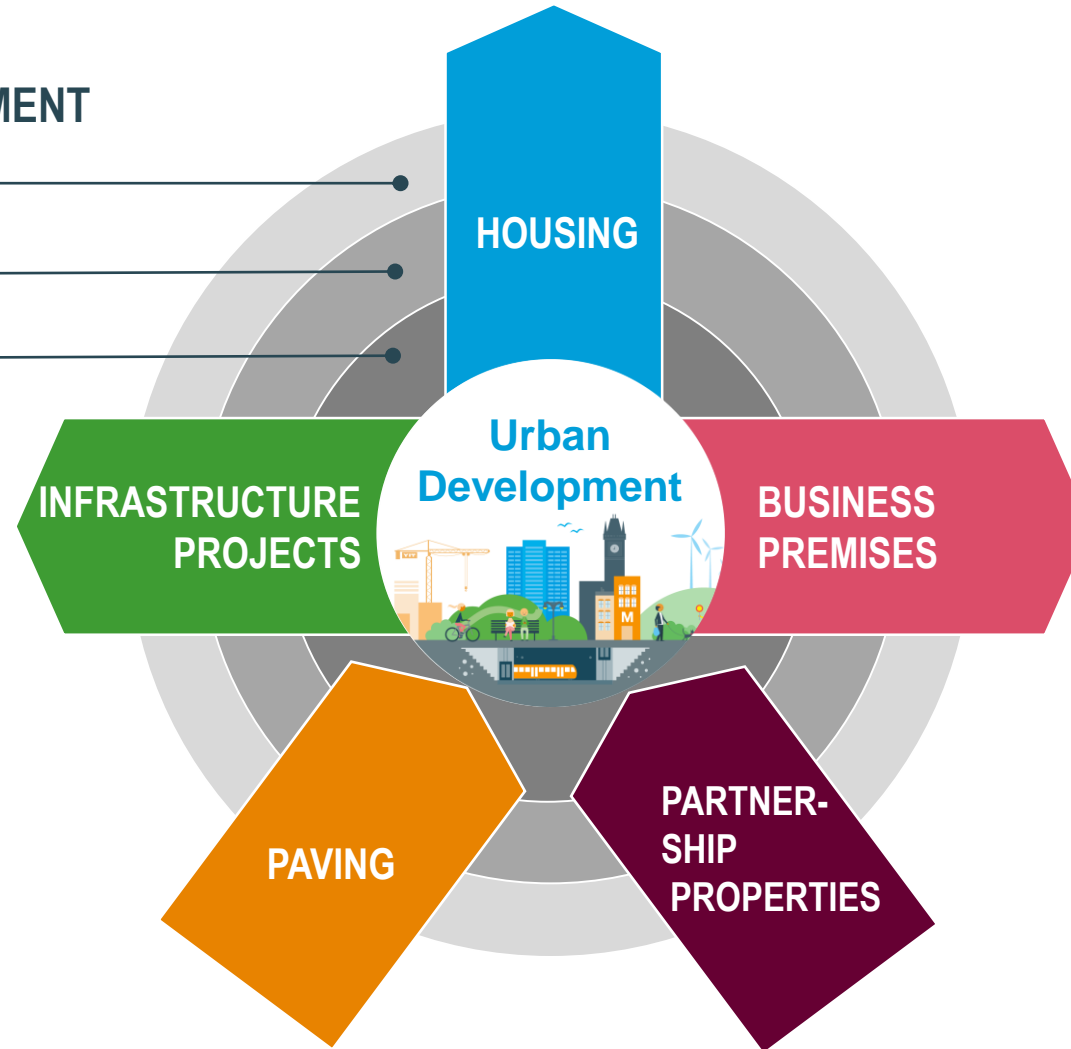 MENT
HOUSING
Urban
Development
INFRASTRUCTURE
PROJECTS
BUSINESS
PREMISES
M
PAVING
PARTNER-
SHIP
PROPERTIES